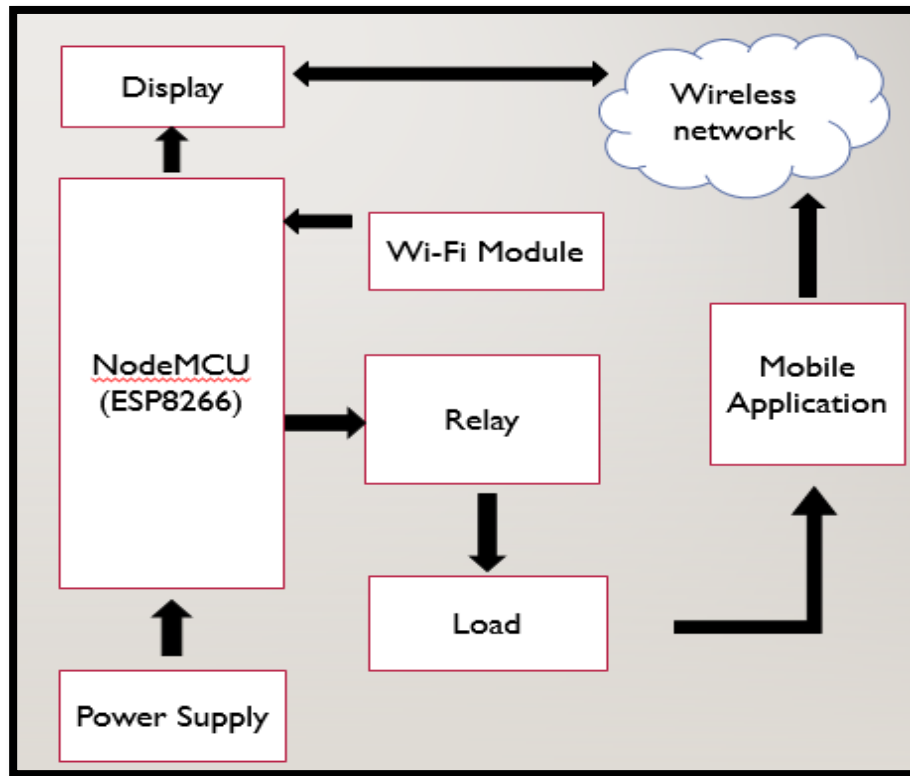 Display
Wireless
network
Wi-Fi Module
NodeMCU
(ESP8266)
Relay
Mobile
Application
Load
Power Supply